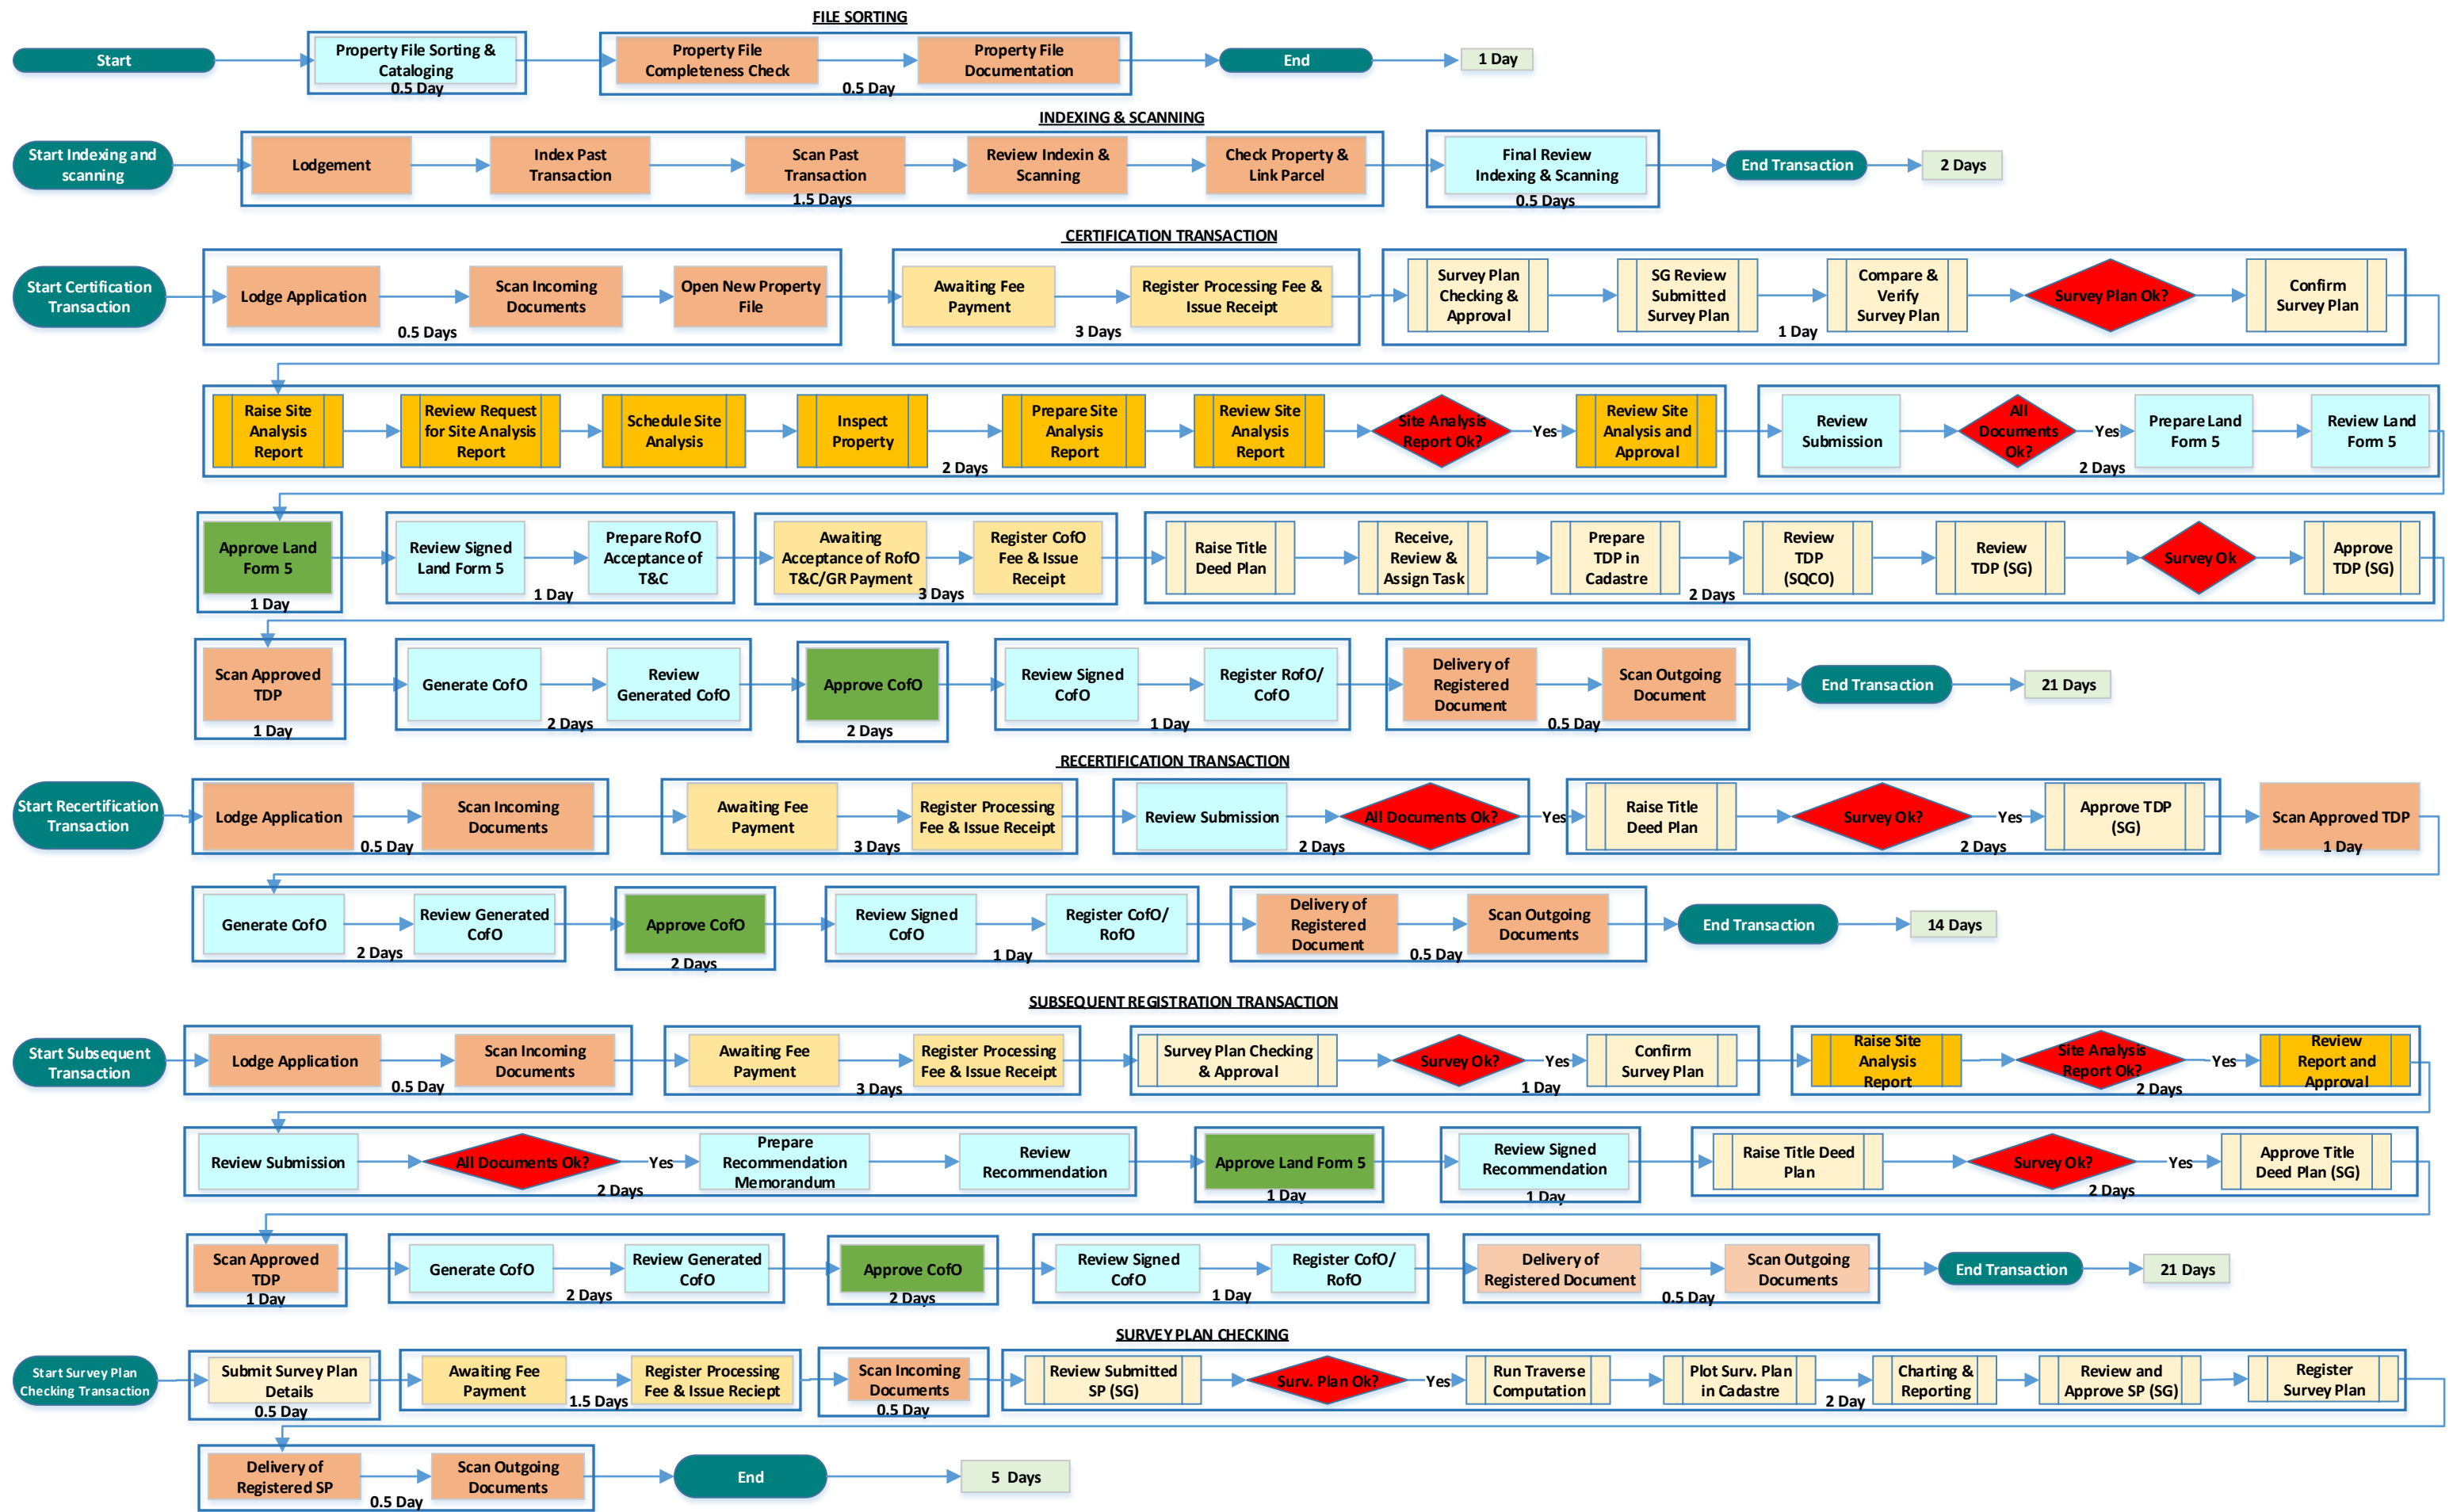 FILE SORTING
Start
Property File Sorting &
Cataloging
0.5 Day
Property File
Completeness Check
Property File
Documentation
0.5 Day
End
1 Day
INDEXING & SCANNING
Start Indexing and
scanning
Lodgement
Index Past
Transaction
Scan Past
Transaction
Review Indexin &
Scanning
Check Property &
Link Parcel
1.5 Days
Final Review
Indexing & Scanning
0.5 Days
End Transaction
2 Days
CERTIFICATION TRANSACTION
Start Certification
Transaction
Lodge Application
Scan Incoming
Documents
Open New Property
File
0.5 Days
Awaiting Fee
Payment
Register Processing Fee &
Issue Receipt
3 Days
Survey Plan
Checking &
Approval
SG Review
Submitted
Survey Plan
Compare &
Verify
Survey Plan
Survey Plan Ok?
Confirm
Survey Plan
1 Day
Raise Site
Analysis
Report
Review Request
for Site Analysis
Report
Schedule Site
Analysis
Inspect
Property
Prepare Site
Analysis
Report
Review Site
Analysis
Report
Site Analysis
Report Ok?
Yes
Review Site
Analysis and
Approval
2 Days
Review
Submission
All
Documents
Ok?
Yes
Prepare Land
Form 5
Review Land
Form 5
2 Days
Approve Land
Form 5
1 Day
Review Signed
Land Form 5
Prepare RofO
Acceptance of
T&C
1 Day
Awaiting
Acceptance of RofO
T&C/GR Payment
Register CofO
Fee & Issue
Receipt
3 Days
Raise Title
Deed Plan
Receive,
Review &
Assign Task
Prepare
TDP in
Cadastre
Review
TDP
(SQCO)
Review
TDP (SG)
Survey Ok
Approve
TDP (SG)
2 Days
Scan Approved
TDP
1 Day
Generate CofO
Review
Generated CofO
2 Days
Approve CofO
2 Days
Review Signed
CofO
Register RofO/
CofO
1 Day
Delivery of
Registered
Document
Scan Outgoing
Document
0.5 Day
End Transaction
21 Days
RECERTIFICATION TRANSACTION
Start Recertification
Transaction
Lodge Application
Scan Incoming
Documents
0.5 Day
Awaiting Fee
Payment
Register Processing
Fee & Issue Receipt
3 Days
Review Submission
All Documents Ok?
2 Days
Yes
Raise Title
Deed Plan
Survey Ok?
Yes
Approve TDP
(SG)
2 Days
Scan Approved TDP
1 Day
Generate CofO
Review Generated
CofO
2 Days
Approve CofO
2 Days
Review Signed
CofO
Register CofO/
RofO
1 Day
Delivery of
Registered
Document
Scan Outgoing
Documents
0.5 Day
End Transaction
14 Days
SUBSEQUENT REGISTRATION TRANSACTION
Start Subsequent
Transaction
Lodge Application
Scan Incoming
Documents
0.5 Day
Awaiting Fee
Payment
Register Processing
Fee & Issue Receipt
3 Days
Survey Plan Checking
& Approval
Survey Ok?
Yes
Confirm
Survey Plan
1 Day
Raise Site
Analysis
Report
Site Analysis
Report Ok?
Yes
Review
Report and
Approval
2 Days
Review Submission
All Documents Ok?
Yes
Prepare
Recommendation
Memorandum
Review
Recommendation
2 Days
Approve Land Form 5
1 Day
Review Signed
Recommendation
1 Day
Raise Title Deed
Plan
Survey Ok?
Yes
Approve Title
Deed Plan (SG)
2 Days
Scan Approved
TDP
1 Day
Generate CofO
Review Generated
CofO
2 Days
Approve CofO
2 Days
Review Signed
CofO
Register CofO/
RofO
1 Day
Delivery of
Registered Document
Scan Outgoing
Documents
0.5 Day
End Transaction
21 Days
SURVEY PLAN CHECKING
Start Survey Plan
Checking Transaction
Submit Survey Plan
Details
0.5 Day
Awaiting Fee
Payment
Register Processing
Fee & Issue Reciept
1.5 Days
Scan Incoming
Documents
0.5 Day
Review Submitted
SP (SG)
Surv. Plan Ok?
Yes
Run Traverse
Computation
Plot Surv. Plan
in Cadastre
Charting &
Reporting
Review and
Approve SP (SG)
Register
Survey Plan
2 Day
Delivery of
Registered SP
Scan Outgoing
Documents
0.5 Day
End
5 Days